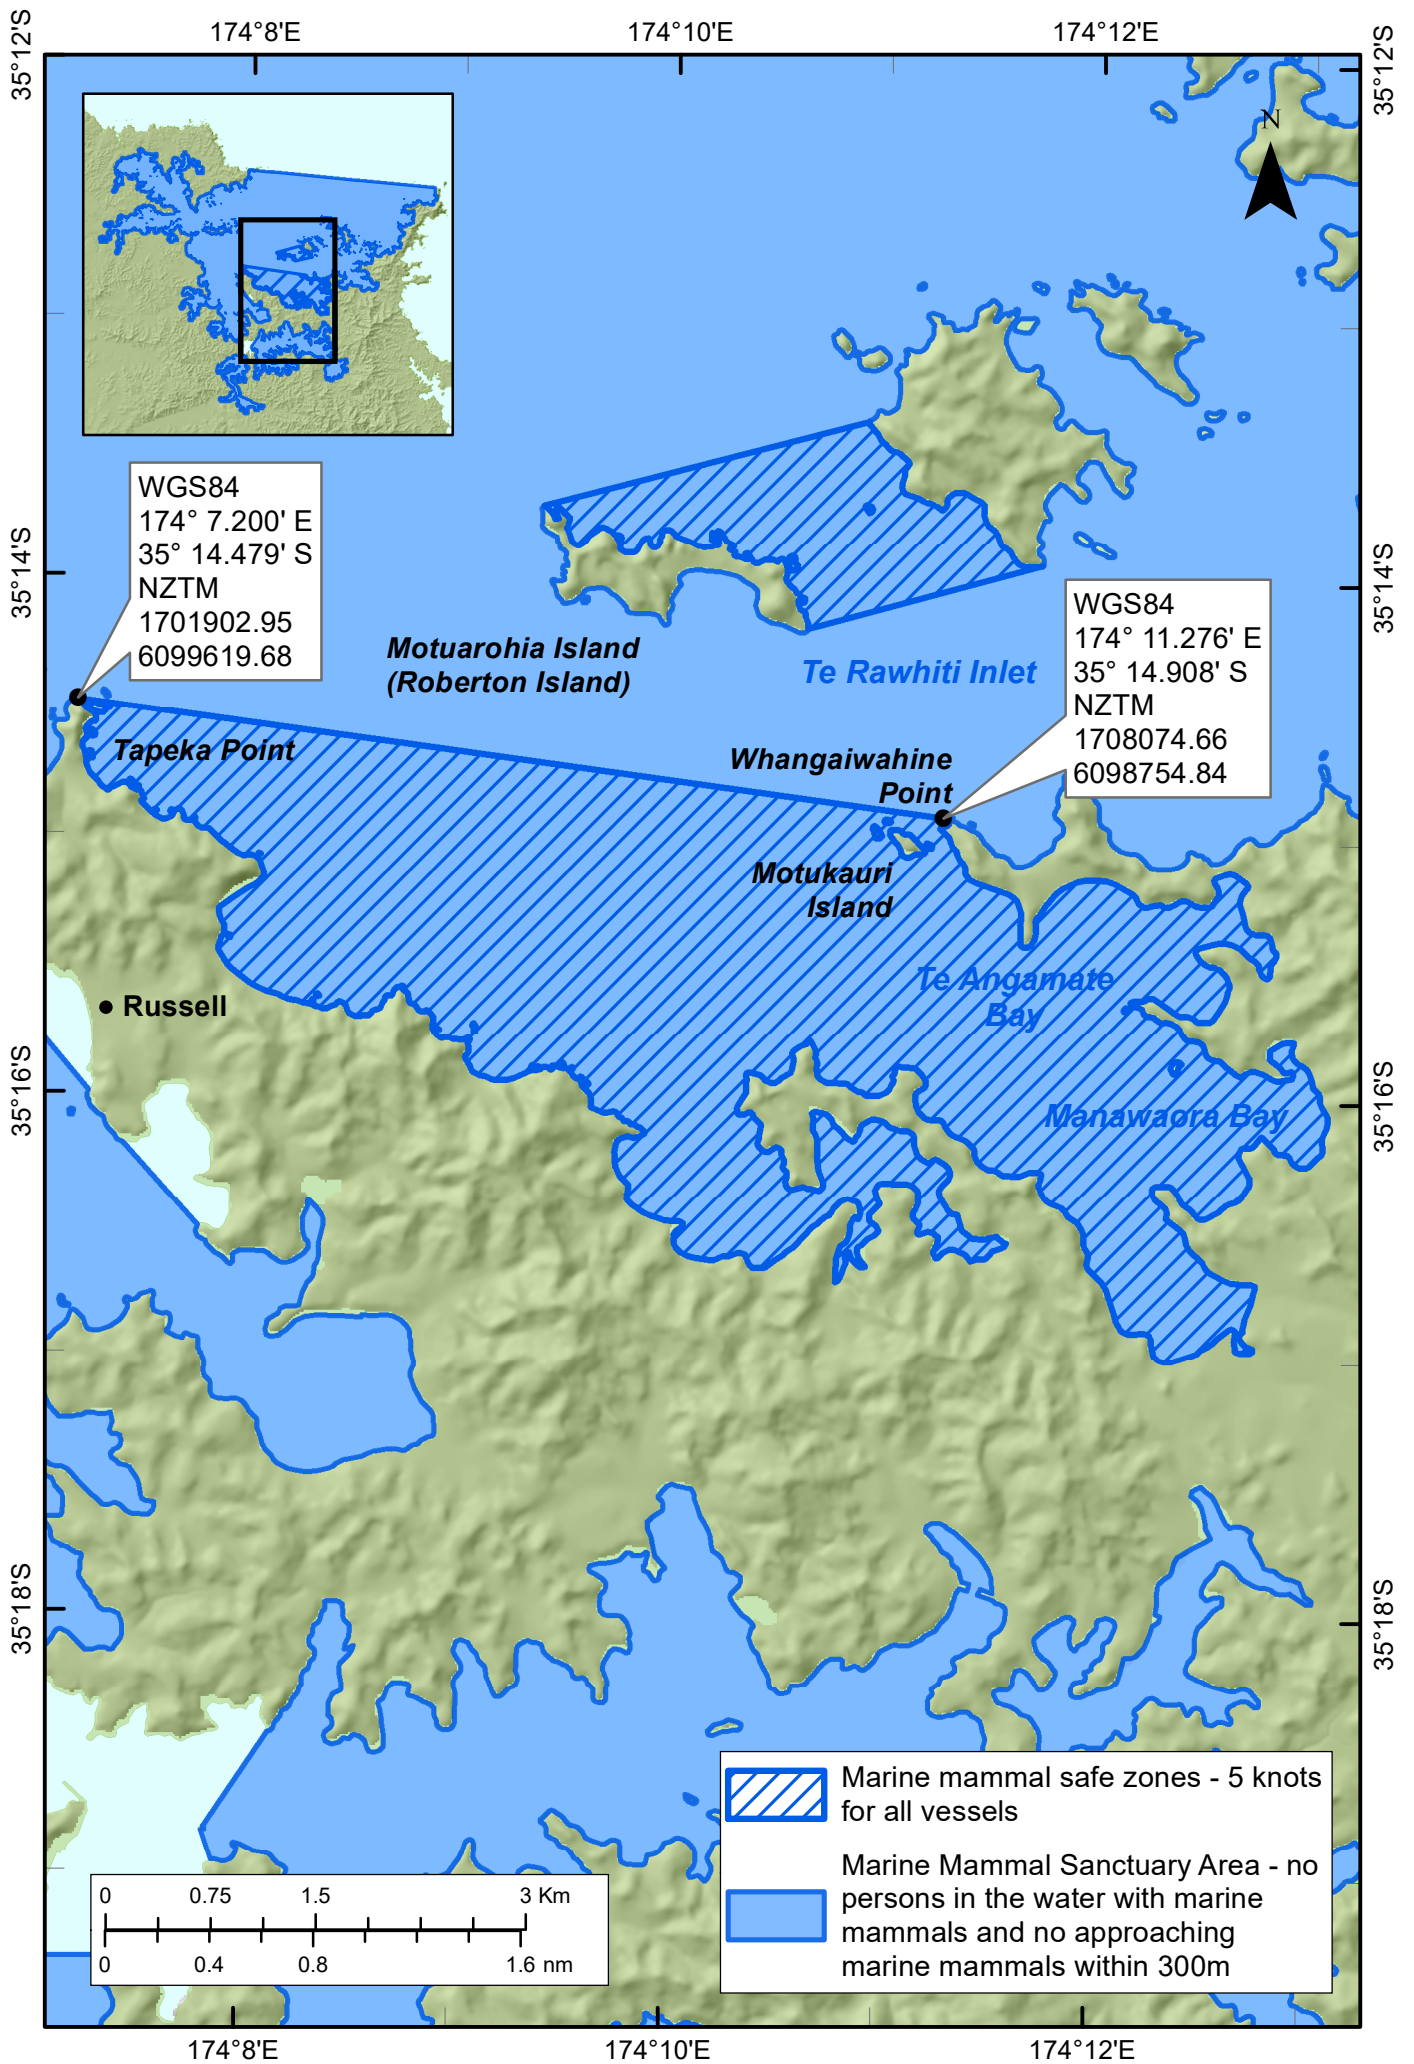 174°8'E
174°10'E
174°12'E
35°12'S
35°12'S
N
WGS84
174° 7.200' E
35° 14.479' S
NZTM
1701902.95
6099619.68
35°14'S
35°14'S
WGS84
174° 11.276' E
35° 14.908' S
NZTM
1708074.66
6098754.84
Motuarohia Island
(Roberton Island)
Te Rawhiti Inlet
Tapeka Point
Whangaiwahine
Point
Motukauri
Island
Te Angamate
Bay
Russell
Manawaora Bay
35°16'S
35°16'S
35°18'S
35°18'S
Marine mammal safe zones - 5 knots
for all vessels
Marine Mammal Sanctuary Area - no
persons in the water with marine
mammals and no approaching
marine mammals within 300m
0 0.75 1.5 3 Km
0 0.4 0.8 1.6 nm
174°8'E
174°10'E
174°12'E